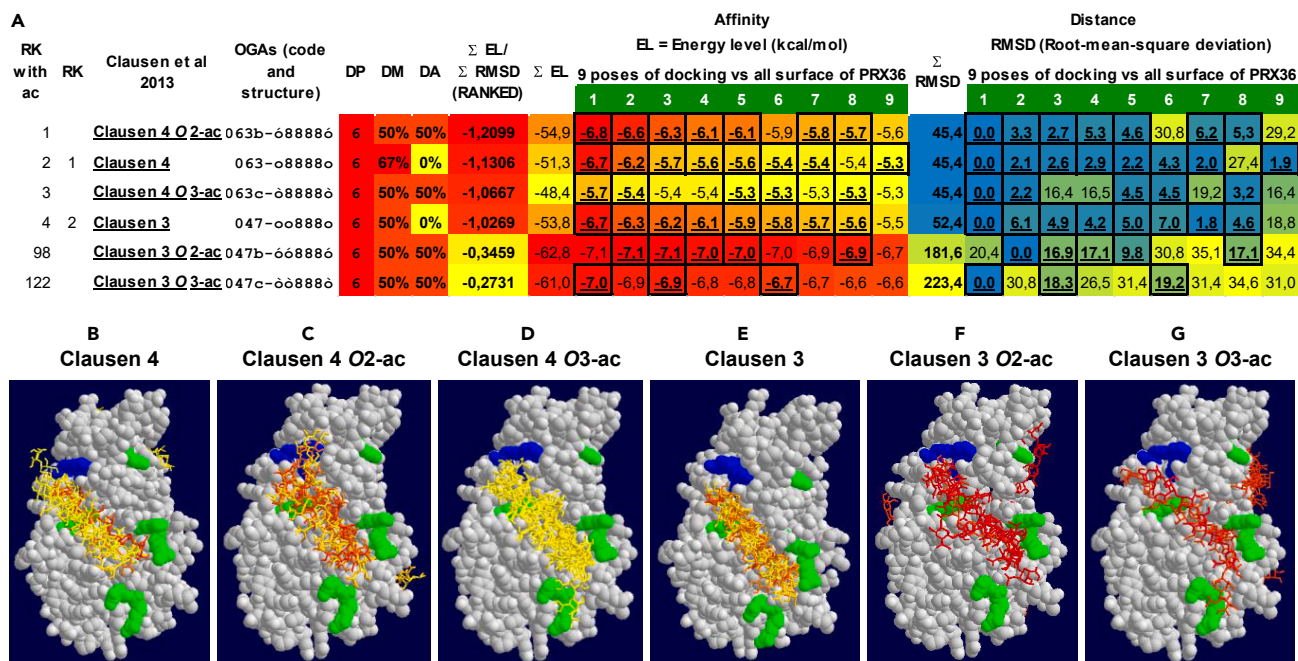 A
Affinity Distance
RK with ac RK Clausen et al 2013 OGAs (code and structure) DP DM DA Σ EL/ Σ RMSD (RANKED) Σ EL EL = Energy level (kcal/mol) Σ RMSD RMSD (Root-mean-square deviation)
9 poses of docking vs all surface of PRX36 9 poses of docking vs all surface of PRX36
1 2 3 4 5 6 7 8 9 1 2 3 4 5 6 7 8 9
1 Clausen 4 O 2-ac 063b-ó8888ó 6 50% 50% -1,2099 -54,9 -6,8 -6,6 -6,3 -6,1 -6,1 -5,9 -5,8 -5,7 -5,6 45,4 0,0 3,3 2,7 5,3 4,6 30,8 6,2 5,3 29,2
2 1 Clausen 4 063-o8888o 6 67% 0% -1,1306 -51,3 -6,7 -6,2 -5,7 -5,6 -5,6 -5,4 -5,4 -5,4 -5,3 45,4 0,0 2,1 2,6 2,9 2,2 4,3 2,0 27,4 1,9
3 Clausen 4 O 3-ac 063c-ò8888ò 6 50% 50% -1,0667 -48,4 -5,7 -5,4 -5,4 -5,4 -5,3 -5,3 -5,3 -5,3 -5,3 45,4 0,0 2,2 16,4 16,5 4,5 4,5 19,2 3,2 16,4
4 2 Clausen 3 047-oo888o 6 50% 0% -1,0269 -53,8 -6,7 -6,3 -6,2 -6,1 -5,9 -5,8 -5,7 -5,6 -5,5 52,4 0,0 6,1 4,9 4,2 5,0 7,0 1,8 4,6 18,8
98 Clausen 3 O 2-ac 047b-óó888ó 6 50% 50% -0,3459 -62,8 -7,1 -7,1 -7,1 -7,0 -7,0 -7,0 -6,9 -6,9 -6,7 181,6 20,4 0,0 16,9 17,1 9,8 30,8 35,1 17,1 34,4
122 Clausen 3 O 3-ac 047c-òò888ò 6 50% 50% -0,2731 -61,0 -7,0 -6,9 -6,9 -6,8 -6,8 -6,7 -6,7 -6,6 -6,6 223,4 0,0 30,8 18,3 26,5 31,4 19,2 31,4 34,6 31,0
B C D E F G
Clausen 4 Clausen 4 O2-ac Clausen 4 O3-ac Clausen 3 Clausen 3 O2-ac Clausen 3 O3-ac